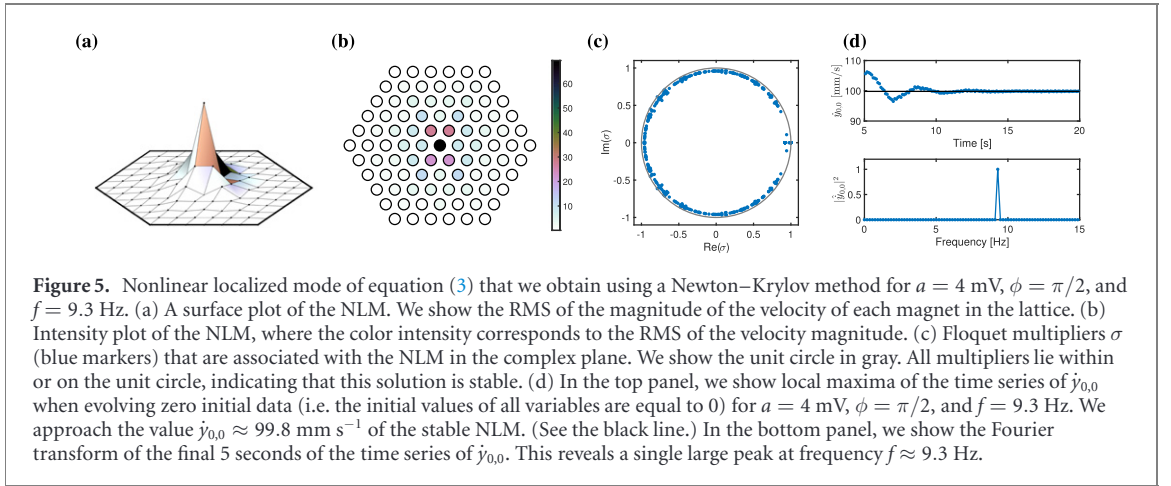 (a) (b) (c) (d)
70
60
50
40
30
20
10
1
0.5
0
-0.5
-1
Im(σ)
-1 -0.5 0 0.5 1
Re(σ)
110
100
90
ẏ₀,₀ [mm/s]
5 10 15 20
Time [s]
1
0.5
0
0 5 10 15
Frequency [Hz]
Figure 5. Nonlinear localized mode of equation (3) that we obtain using a Newton–Krylov method for a = 4 mV, ϕ = π/2, and
f = 9.3 Hz. (a) A surface plot of the NLM. We show the RMS of the magnitude of the velocity of each magnet in the lattice. (b)
Intensity plot of the NLM, where the color intensity corresponds to the RMS of the velocity magnitude. (c) Floquet multipliers σ
(blue markers) that are associated with the NLM in the complex plane. We show the unit circle in gray. All multipliers lie within
or on the unit circle, indicating that this solution is stable. (d) In the top panel, we show local maxima of the time series of ẏ₀,₀
when evolving zero initial data (i.e. the initial values of all variables are equal to 0) for a = 4 mV, ϕ = π/2, and f = 9.3 Hz. We
approach the value ẏ₀,₀ ≈ 99.8 mm s⁻¹ of the stable NLM. (See the black line.) In the bottom panel, we show the Fourier
transform of the final 5 seconds of the time series of ẏ₀,₀. This reveals a single large peak at frequency f ≈ 9.3 Hz.